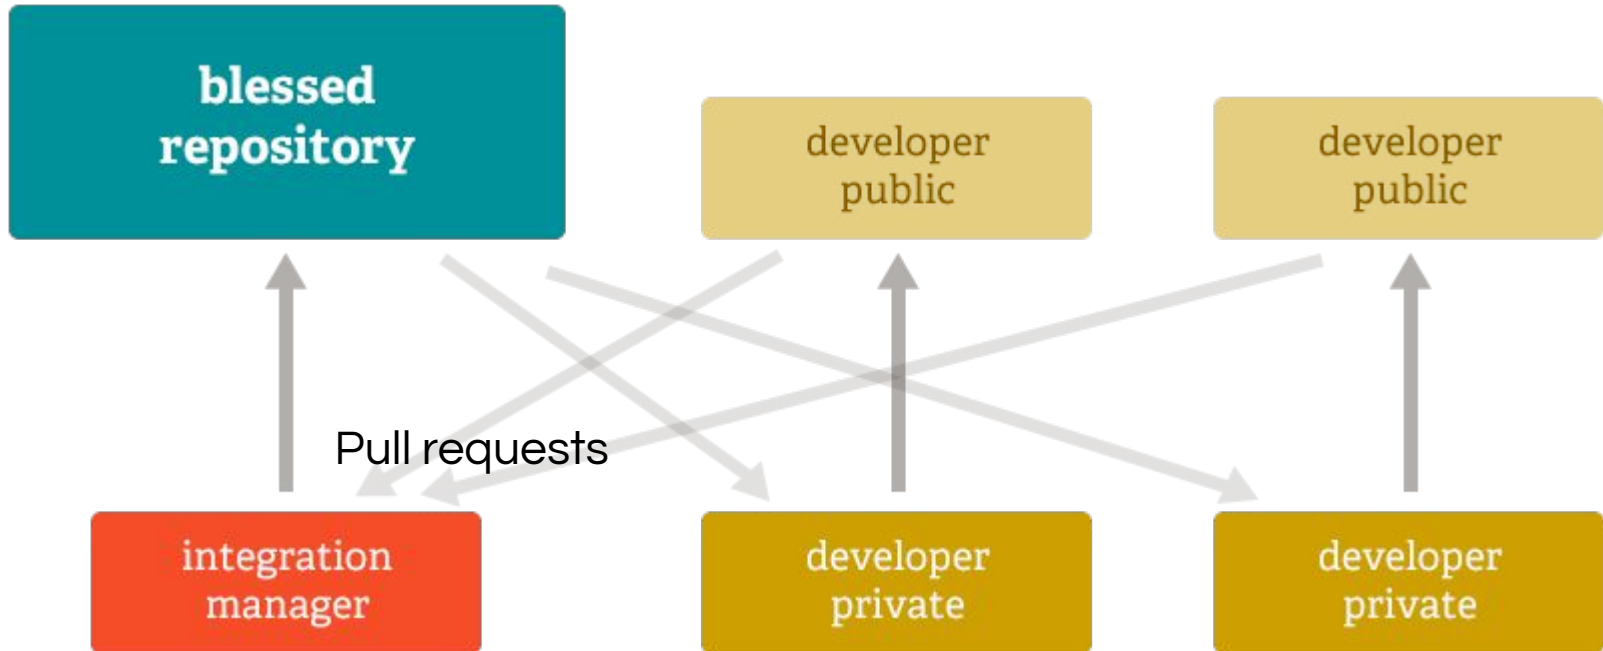 blessed
repository
developer
public
developer
public
Pull requests
integration
manager
developer
private
developer
private